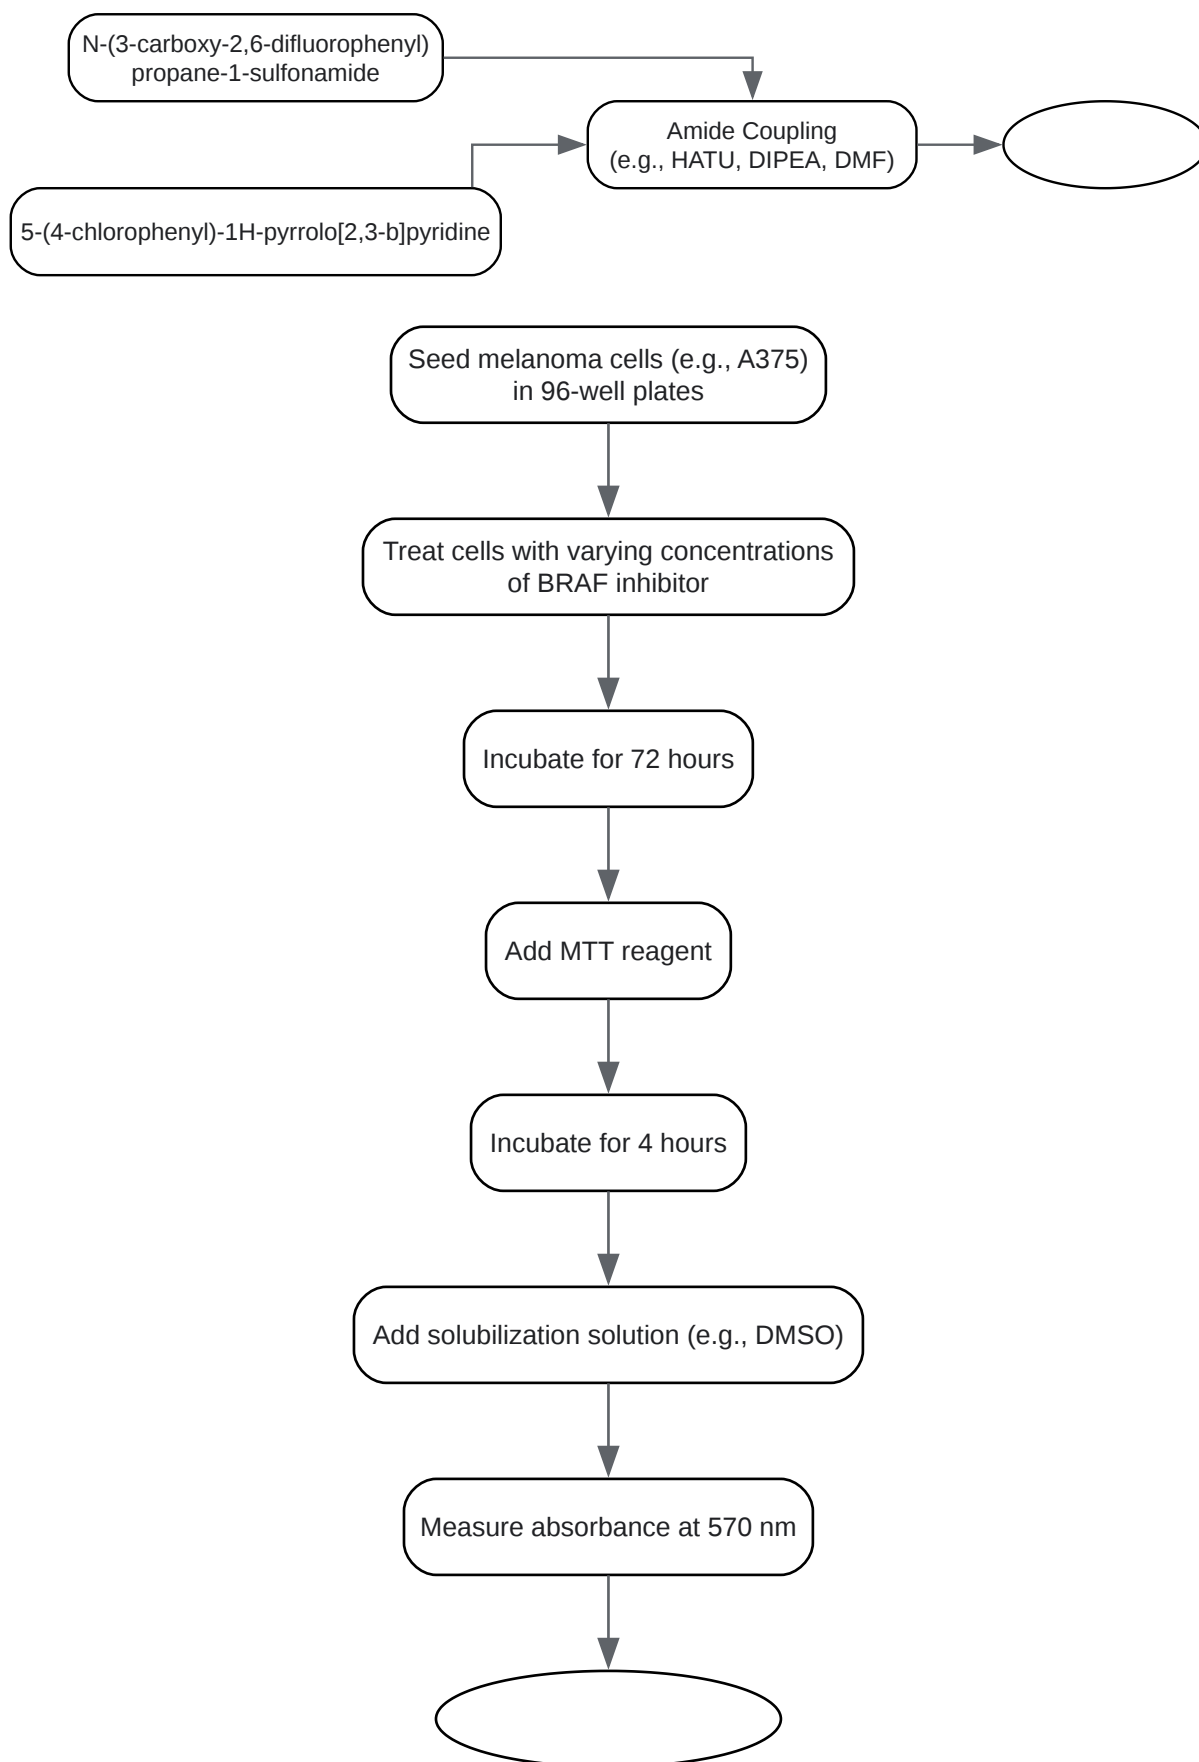 N-(3-carboxy-2,6-difluorophenyl)
propane-1-sulfonamide
Amide Coupling
(e.g., HATU, DIPEA, DMF)
5-(4-chlorophenyl)-1H-pyrrolo[2,3-b]pyridine
Seed melanoma cells (e.g., A375)
in 96-well plates
Treat cells with varying concentrations
of BRAF inhibitor
Incubate for 72 hours
Add MTT reagent
Incubate for 4 hours
Add solubilization solution (e.g., DMSO)
Measure absorbance at 570 nm